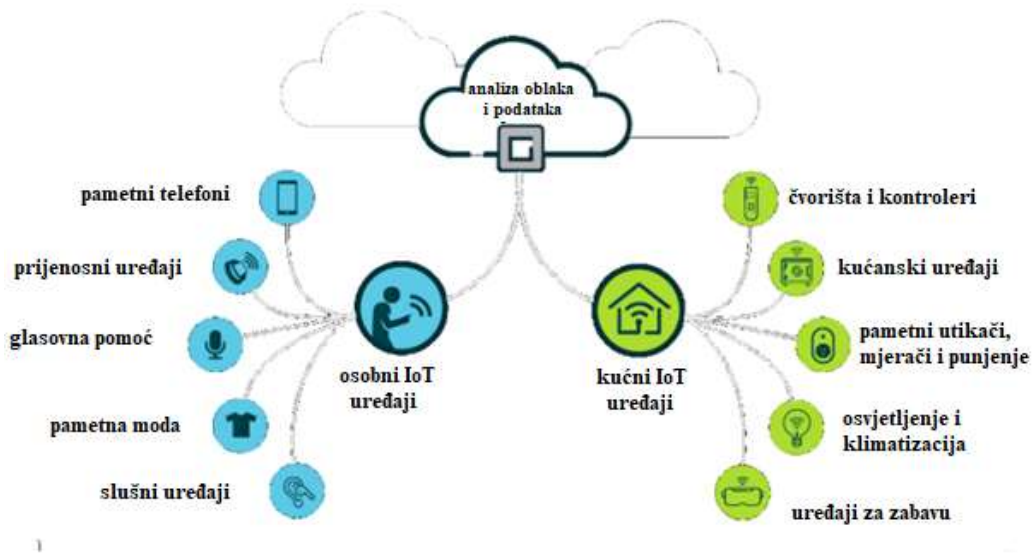 analiza oblaka
i podataka
pametni telefoni
prijenosni uređaji
glasovna pomoć
pametna moda
slušni uređaji
osobni IoT
uređaji
kućni IoT
uređaji
čvorišta i kontroleri
kućanski uređaji
pametni utikači,
mjerači i punjenje
osvjetljenje i
klimatizacija
uređaji za zabavu